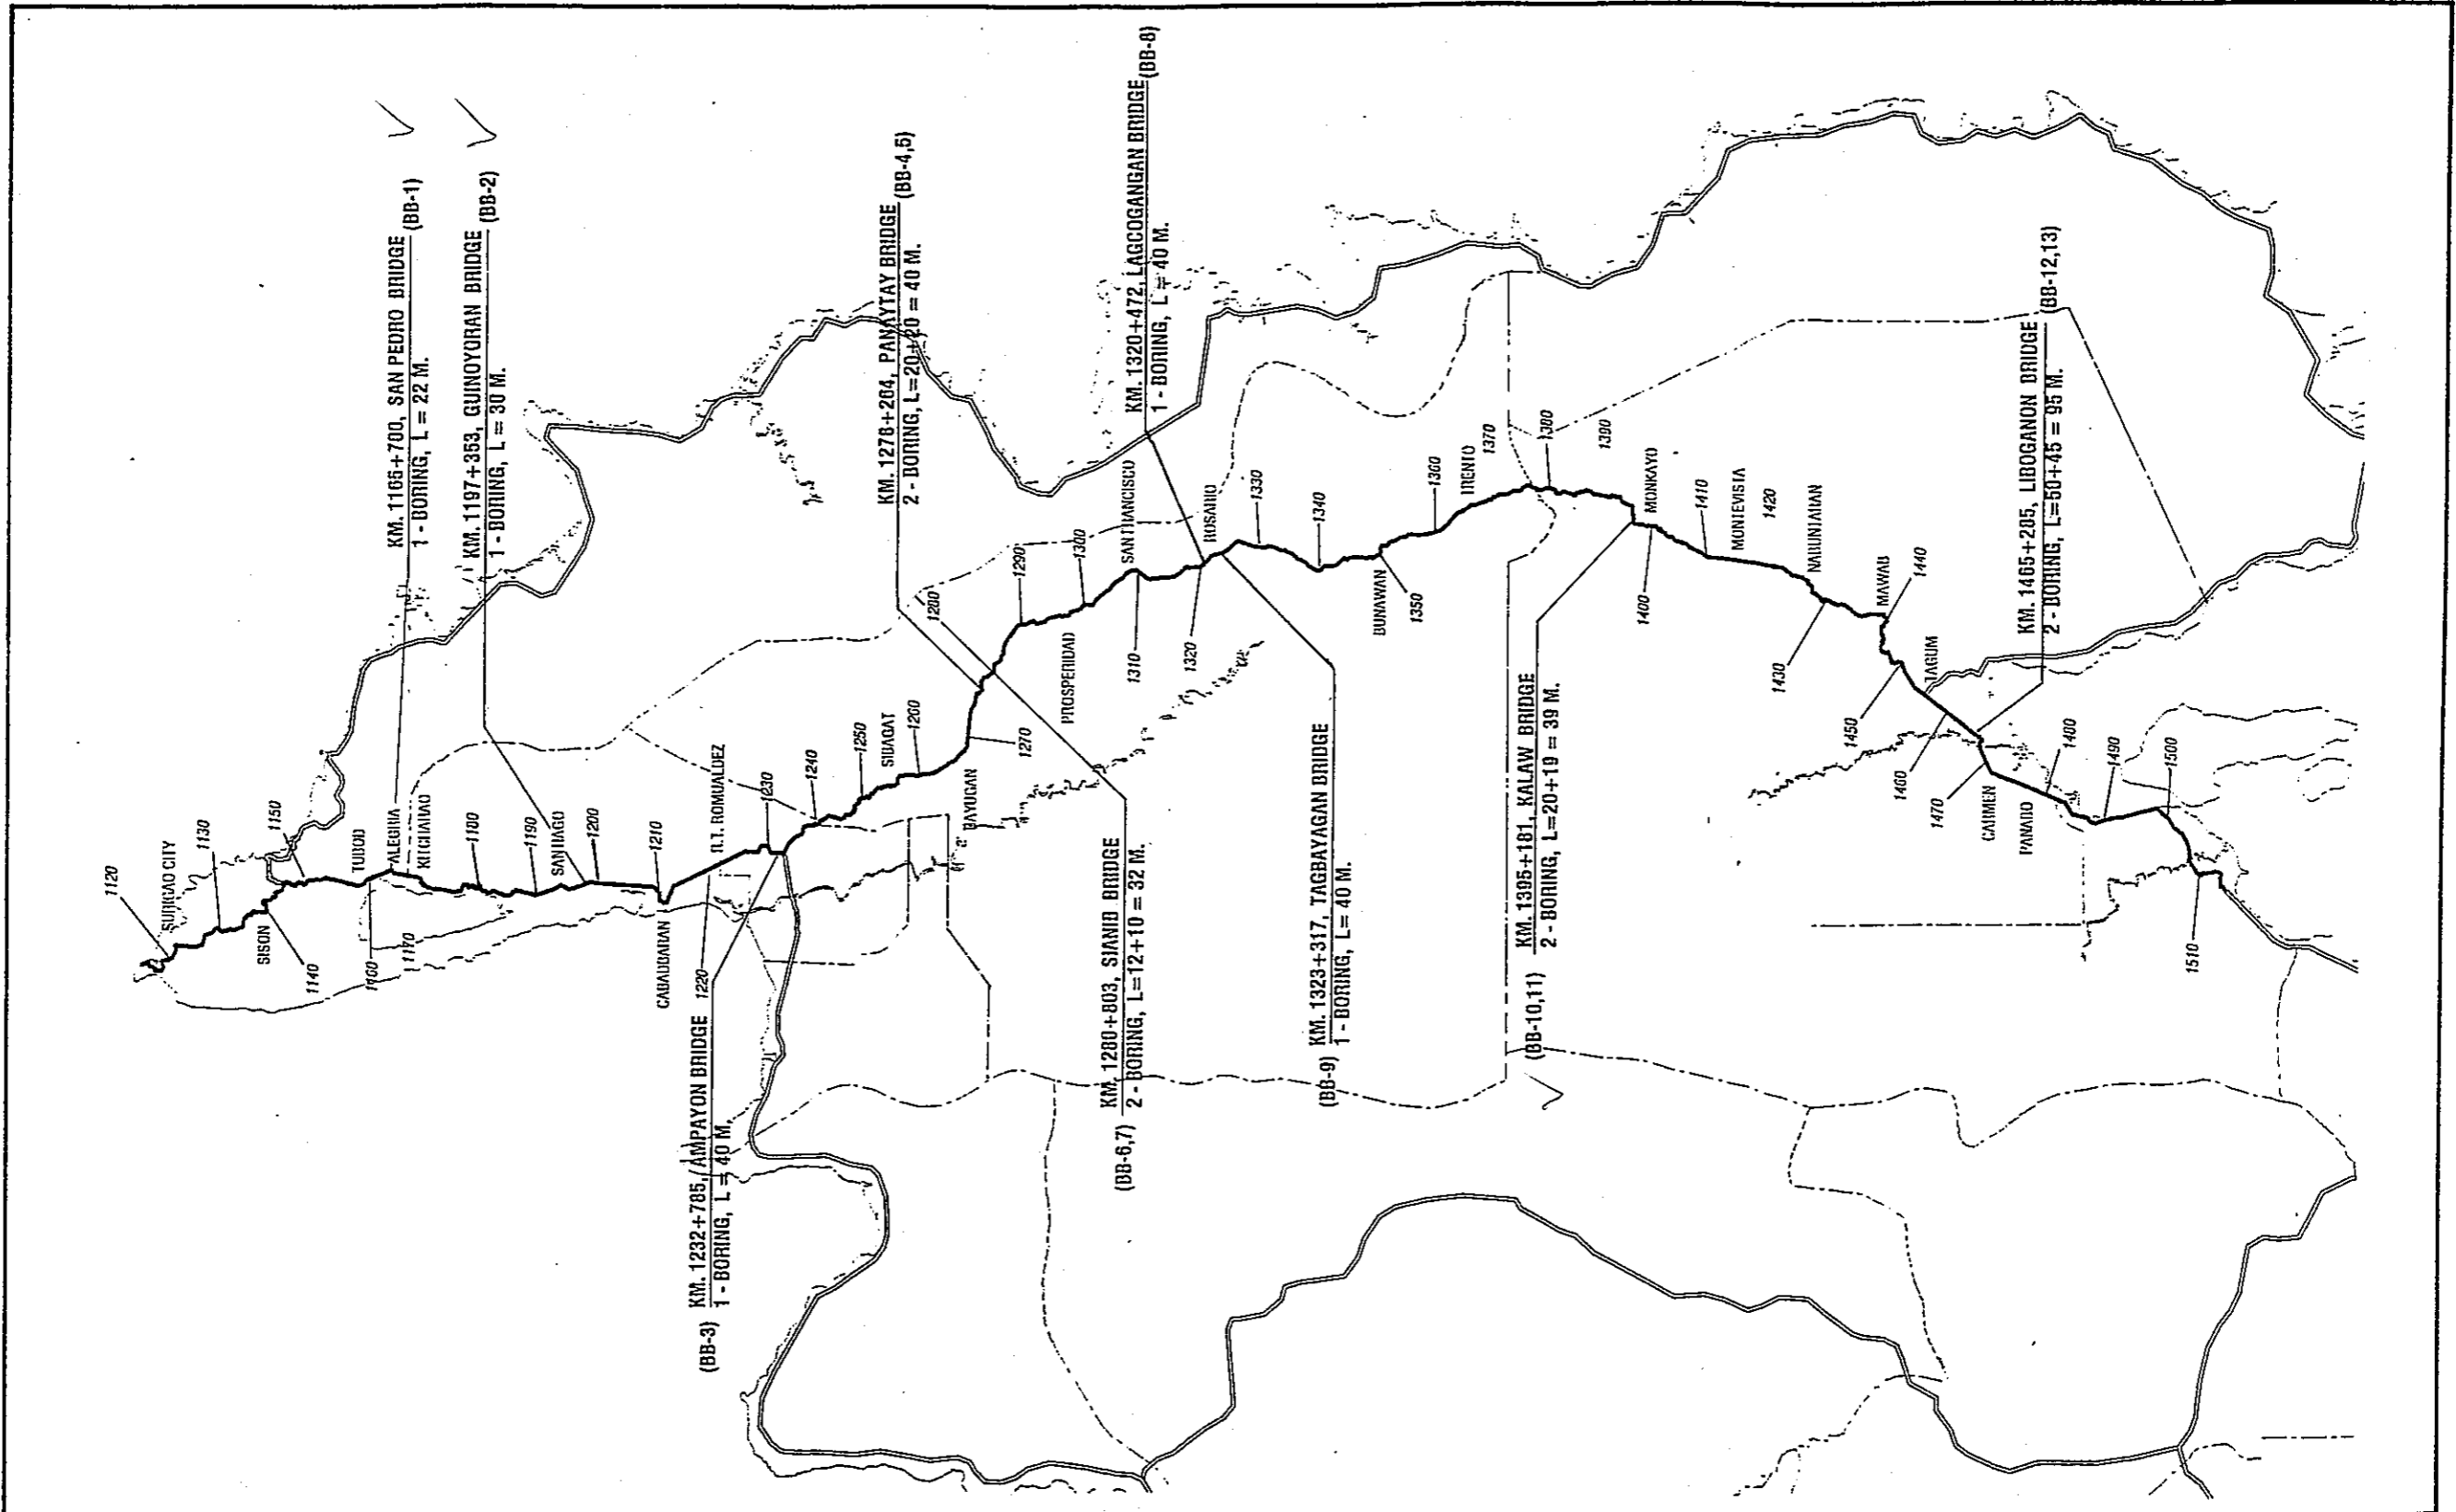 KM. 1165+700, SAN PEDRO BRIDGE (BB-1)
1 - BORING, L = 22 M.
KM. 1197+353, GUINOYURAN BRIDGE (BB-2)
1 - BORING, L = 30 M.
KM. 1278+264, PANAYTAY BRIDGE (BB-4,5)
2 - BORING, L=20+20 = 40 M.
KM. 1320+472, LAGCOGANGAN BRIDGE (BB-8)
1 - BORING, L = 40 M.
KM. 1465+285, LIBOGANON BRIDGE (BB-12,13)
2 - BORING, L=50+45 = 95 M.
(BB-3) KM. 1232+785, AMPAYON BRIDGE
1 - BORING, L = 40 M.
(BB-6,7) KM. 1280+803, SIANIB BRIDGE
2 - BORING, L=12+10 = 32 M.
(BB-9) KM. 1323+317, TAGBAYAGAN BRIDGE
1 - BORING, L= 40 M.
(BB-10,11) KM. 1395+181, KALAW BRIDGE
2 - BORING, L=20+19 = 39 M.
1120
SURIGAO CITY
1130
SISON
1140
1150
TUBOD
1160
ALEGRIA
1170
KITCHARAO
1180
1190
SANTIAGO
1200
1210
CABADBARAN
1220
R.T. ROMUALDEZ
1230
1240
1250
SIBAGAT
1260
BAYUGAN
1270
1280
1290
PROSPERIDAD
1300
1310
SAN FRANCISCO
1320
ROSARIO
1330
1340
BUNAWAN
1350
1360
TRENTO
1370
1380
1390
MONKAYO
1400
1410
MONTEVISTA
1420
NABUNTURAN
1430
MAWAB
1440
1450
TAGUM
1460
1470
CARMEN
PANABO
1480
1490
1500
1510